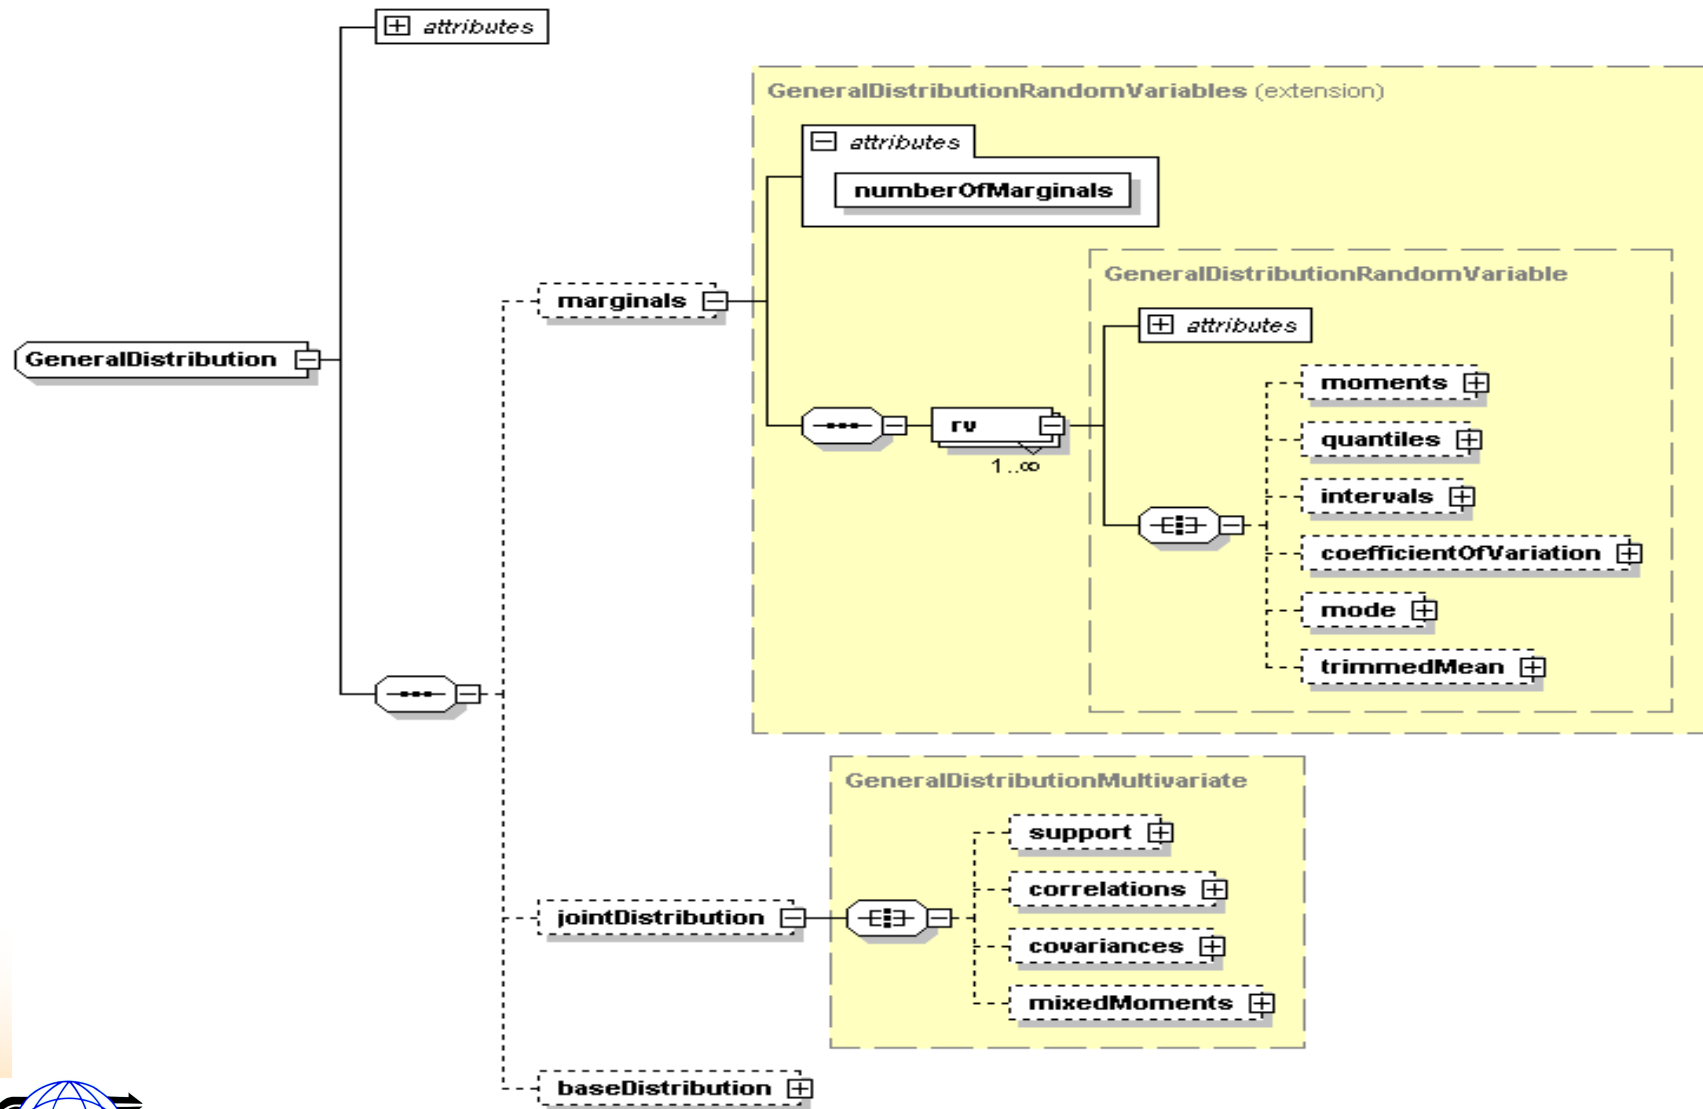 attributes
GeneralDistributionRandomVariables (extension)
attributes
numberOfMarginals
GeneralDistributionRandomVariable
marginals
attributes
GeneralDistribution
moments
rv
quantiles
1..∞
intervals
coefficientOfVariation
mode
trimmedMean
GeneralDistributionMultivariate
support
correlations
jointDistribution
covariances
mixedMoments
baseDistribution